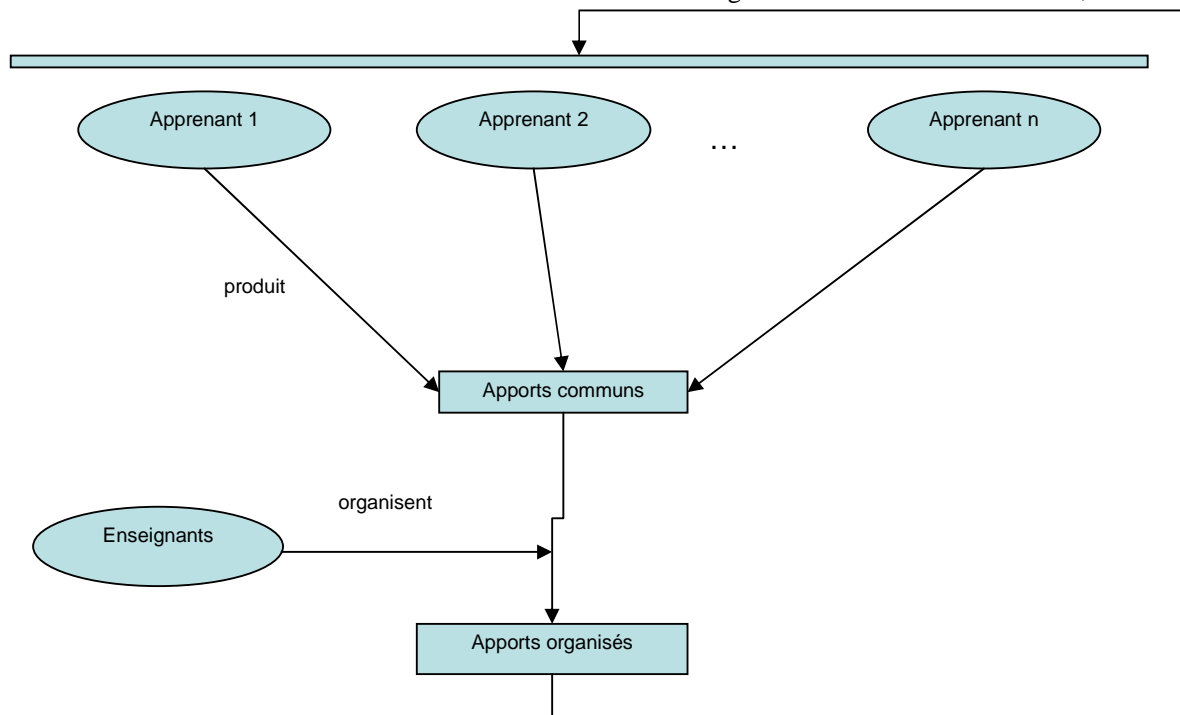 Apprenant 1
Apprenant 2
...
Apprenant n
produit
Apports communs
organisent
Enseignants
Apports organisés